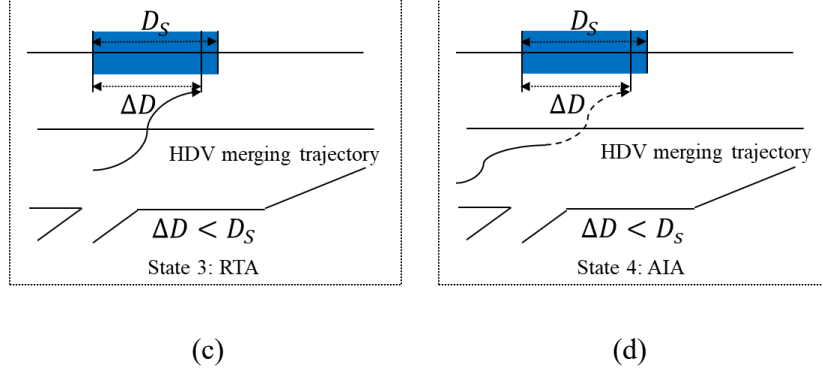 D_S
ΔD
HDV merging trajectory
ΔD < D_S
State 3: RTA
(c)
D_S
ΔD
HDV merging trajectory
ΔD < D_S
State 4: AIA
(d)